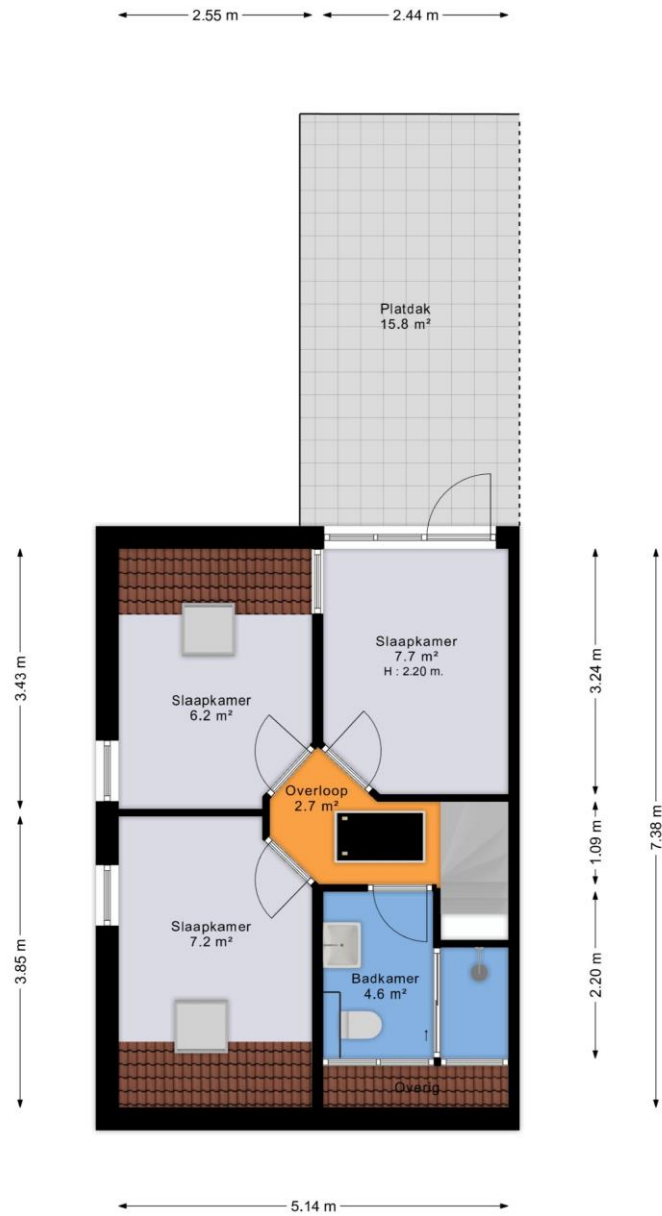 2.55 m
2.44 m
Platdak
15.8 m²
Slaapkamer
7.7 m²
H : 2.20 m.
Slaapkamer
6.2 m²
Overloop
2.7 m²
Slaapkamer
7.2 m²
Badkamer
4.6 m²
Overig
3.43 m
3.85 m
3.24 m
1.09 m
2.20 m
7.38 m
5.14 m